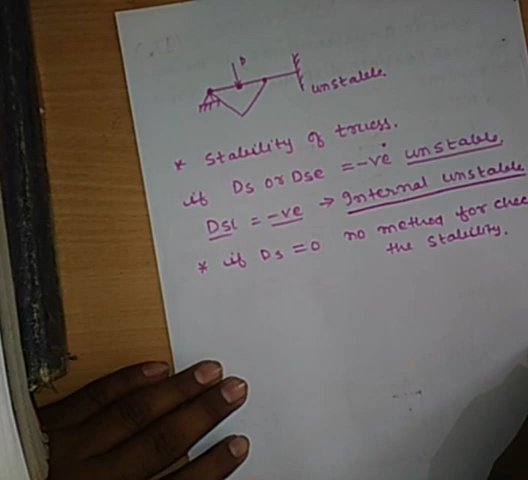 P
unstable.
* Stability of truess.
if Ds or Dse = -ve unstable.
Dsi = -ve → Internal unstable
* if Ds = 0 no method for chec
the stability.